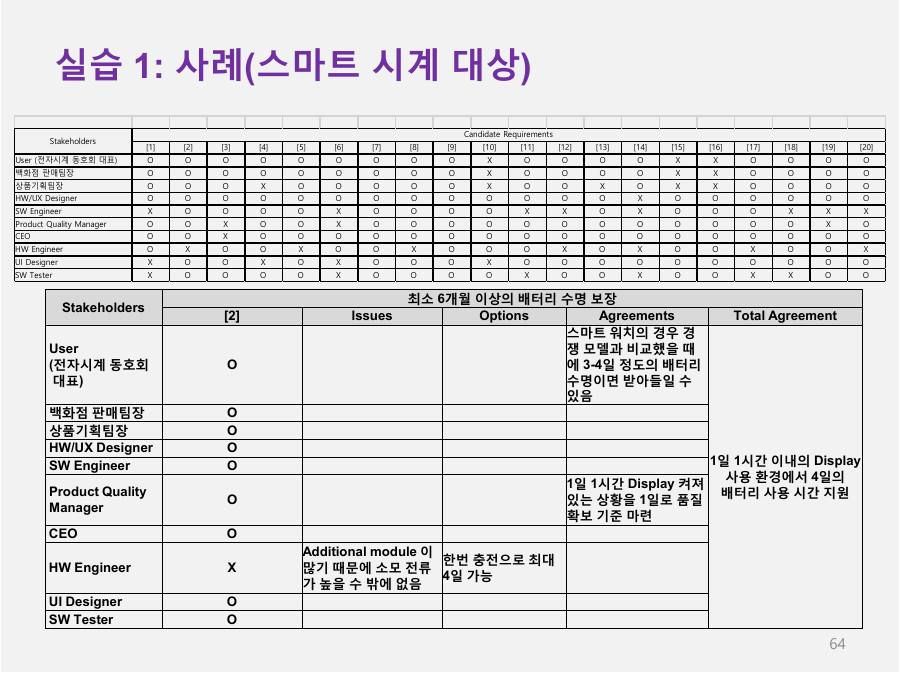 실습 1: 사례(스마트 시계 대상)
Stakeholders
Candidate Requirements
[1] [2] [3] [4] [5] [6] [7] [8] [9] [10] [11] [12] [13] [14] [15] [16] [17] [18] [19] [20]
User (전자시계 동호회 대표) O O O O O O O O O X O O O O X X O O O O
백화점 판매팀장 O O O O O O O O O X O O O O X X O O O O
상품기획팀장 O O O X O O O O O X O O X O X X O O O O
HW/UX Designer O O O O O O O O O O O O O X O O O O O O
SW Engineer X O O O O X O O O O X X O X O O O X X X
Product Quality Manager O O X O O X O O O O O O O O O O O O X O
CEO O O X O O O O O O O O O O O O O O O O O
HW Engineer O X O O X O O X O O O X O X O O X O O X
UI Designer X O O X O X O O O X O O O O O O O O O O
SW Tester X O O O O X O O O O X O O X O O X X O O
Stakeholders
최소 6개월 이상의 배터리 수명 보장
[2] Issues Options Agreements Total Agreement
User
(전자시계 동호회
대표)
O
스마트 워치의 경우 경
쟁 모델과 비교했을 때
에 3-4일 정도의 배터리
수명이면 받아들일 수
있음
백화점 판매팀장 O
상품기획팀장 O
HW/UX Designer O
SW Engineer O
1일 1시간 이내의 Display
사용 환경에서 4일의
배터리 사용 시간 지원
Product Quality
Manager
O
1일 1시간 Display 켜져
있는 상황을 1일로 품질
확보 기준 마련
CEO O
HW Engineer X
Additional module 이
많기 때문에 소모 전류
가 높을 수 밖에 없음
한번 충전으로 최대
4일 가능
UI Designer O
SW Tester O
64